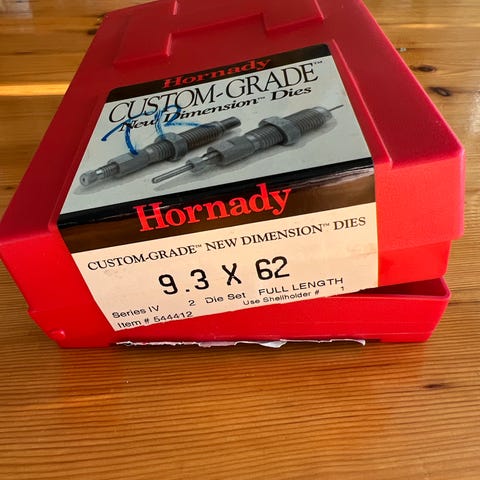 Hornady
CUSTOM-GRADE™
New Dimension™ Dies
Hornady
CUSTOM-GRADE™ NEW DIMENSION™ DIES
9.3 X 62
Series IV 2 Die Set FULL LENGTH
Item # 544412 Use Shellholder # 1